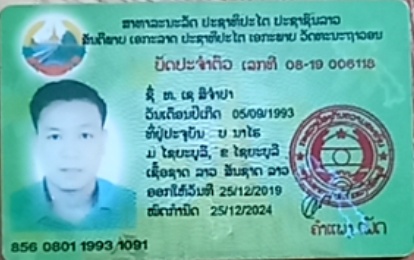 ສາທາລະນະລັດ ປະຊາທິປະໄຕ ປະຊາຊົນລາວ
ສັນຕິພາບ ເອກະລາດ ປະຊາທິປະໄຕ ເອກະພາບ ວັດທະນະຖາວອນ
ບັດປະຈຳຕົວ ເລກທີ 08-19 006118
ຊື່ ທ. ເຊ ສີຈຳປາ
ວັນເດືອນປີເກີດ 05/09/1993
ທີ່ຢູ່ປະຈຸບັນ ບ ນາໄຮ
ມ ໄຊຍະບູລີ, ຂ ໄຊຍະບູລີ
ເຊື້ອຊາດ ລາວ ສັນຊາດ ລາວ
ອອກໃຫ້ວັນທີ 25/12/2019
ໝົດກຳນົດ 25/12/2024
856 0801 1993 1091